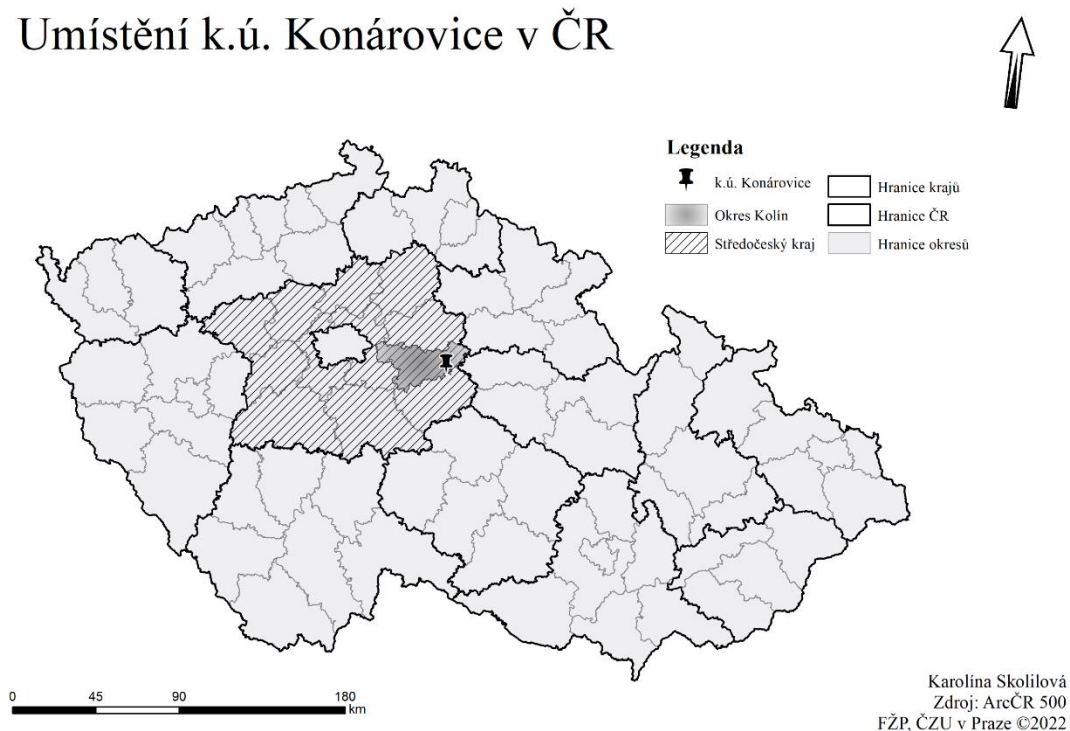 Umístění k.ú. Konárovice v ČR
Legenda
k.ú. Konárovice
Okres Kolín
Středočeský kraj
Hranice krajů
Hranice ČR
Hranice okresů
0 45 90 180
km
Karolína Skolilová
Zdroj: ArcČR 500
FŽP, ČZU v Praze ©2022